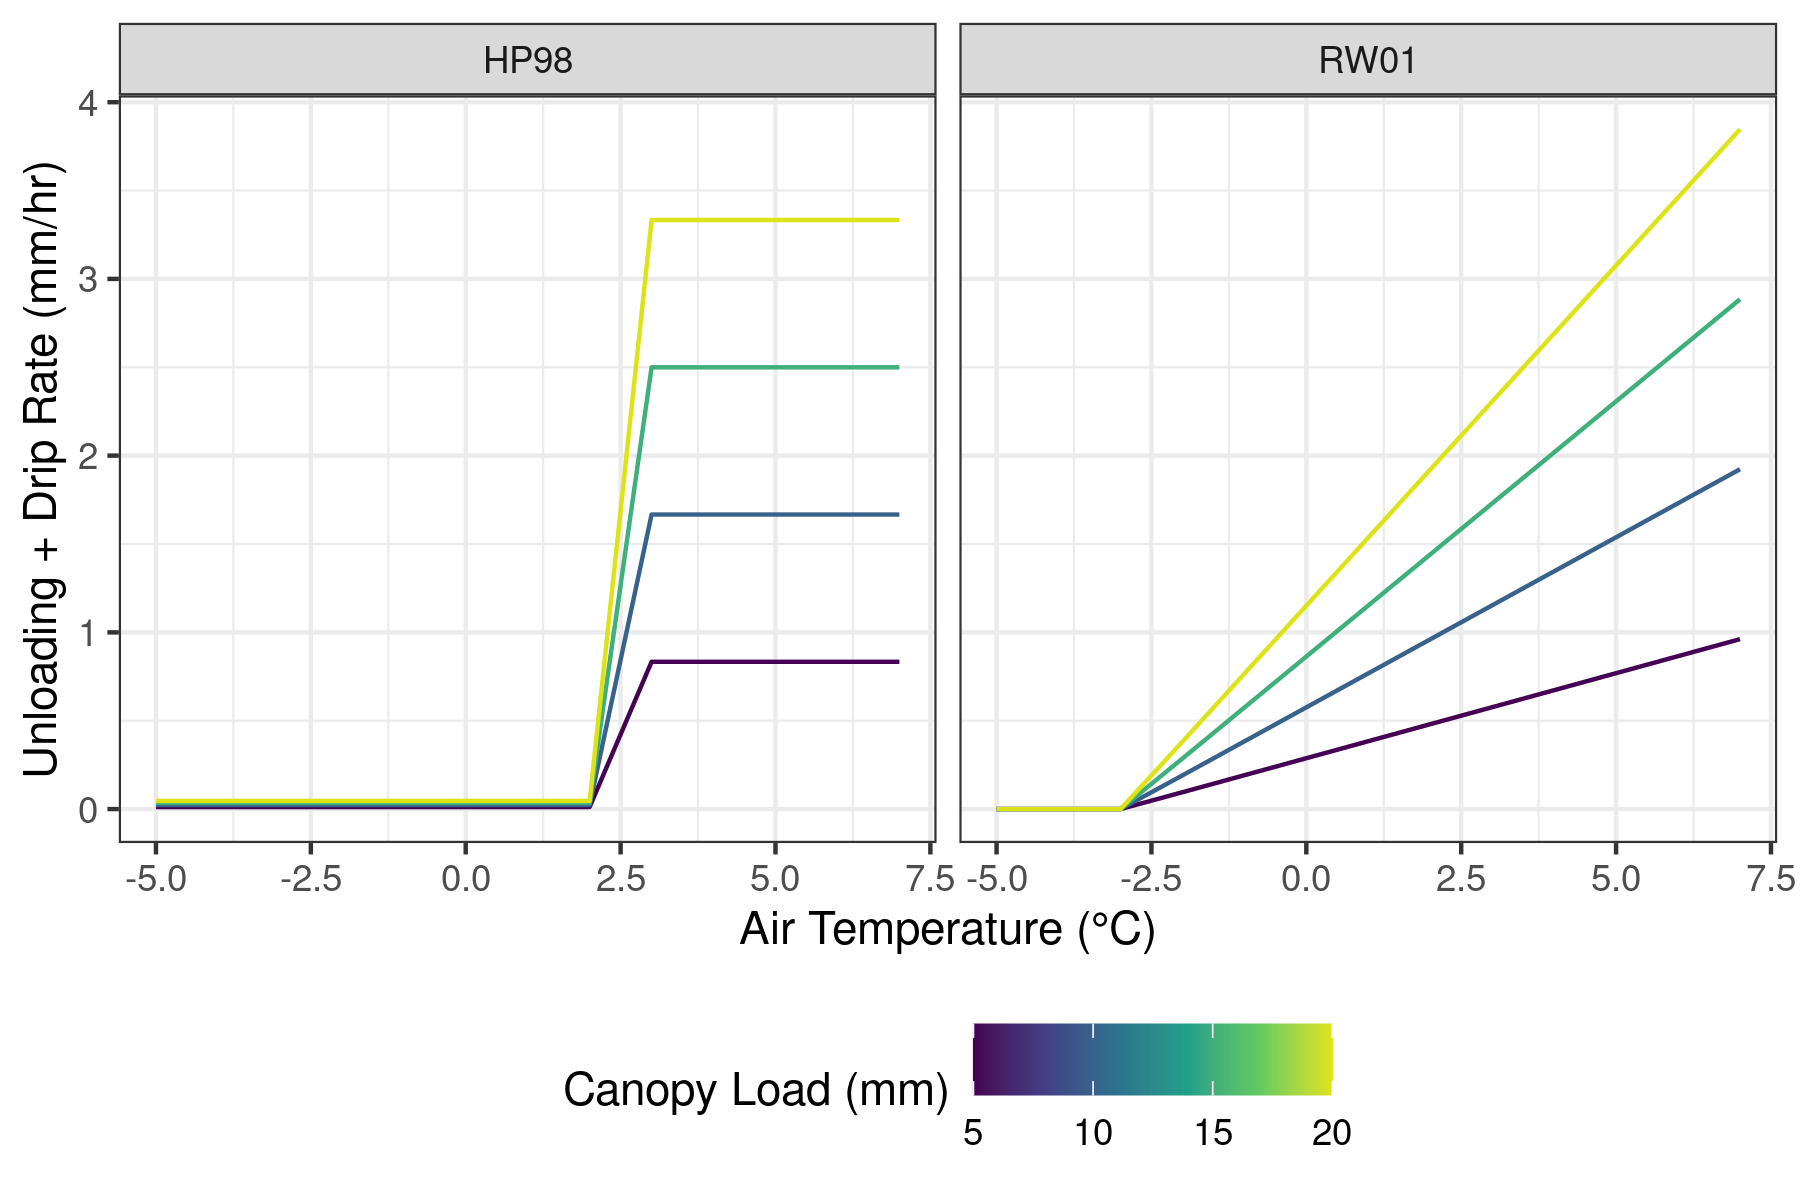 HP98
RW01
Unloading + Drip Rate (mm/hr)
4
3
2
1
0
-5.0 -2.5 0.0 2.5 5.0 7.5 -5.0 -2.5 0.0 2.5 5.0 7.5
Air Temperature (°C)
Canopy Load (mm)
5 10 15 20